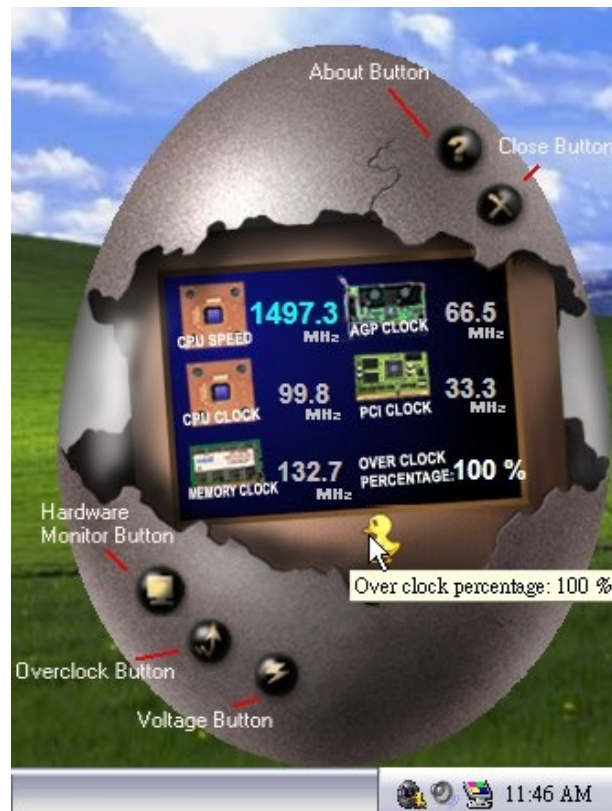 About Button
Close Button
CPU SPEED
1497.3
MHz
AGP CLOCK
66.5
MHz
CPU CLOCK
99.8
MHz
PCI CLOCK
33.3
MHz
MEMORY CLOCK
132.7
MHz
OVER CLOCK
PERCENTAGE:
100 %
Hardware
Monitor Button
Over clock percentage: 100 %
Overclock Button
Voltage Button
11:46 AM